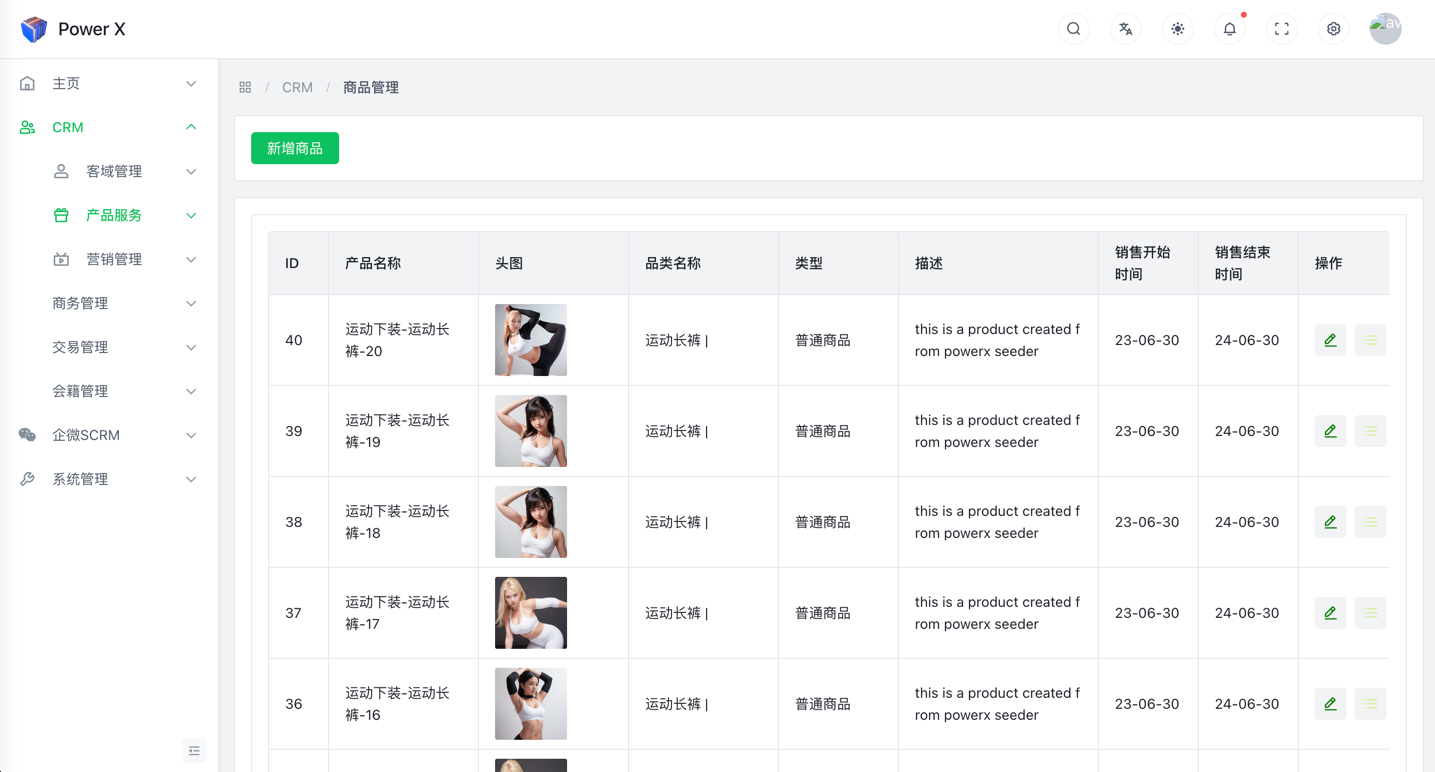 Power X
av
主页
CRM
客域管理
产品服务
营销管理
商务管理
交易管理
会籍管理
企微SCRM
系统管理
/ CRM / 商品管理
新增商品
ID 产品名称 头图 品类名称 类型 描述 销售开始 销售结束 操作
时间 时间
40 运动下装-运动长 运动长裤 | 普通商品 this is a product created f 23-06-30 24-06-30
裤-20 rom powerx seeder
39 运动下装-运动长 运动长裤 | 普通商品 this is a product created f 23-06-30 24-06-30
裤-19 rom powerx seeder
38 运动下装-运动长 运动长裤 | 普通商品 this is a product created f 23-06-30 24-06-30
裤-18 rom powerx seeder
37 运动下装-运动长 运动长裤 | 普通商品 this is a product created f 23-06-30 24-06-30
裤-17 rom powerx seeder
36 运动下装-运动长 运动长裤 | 普通商品 this is a product created f 23-06-30 24-06-30
裤-16 rom powerx seeder